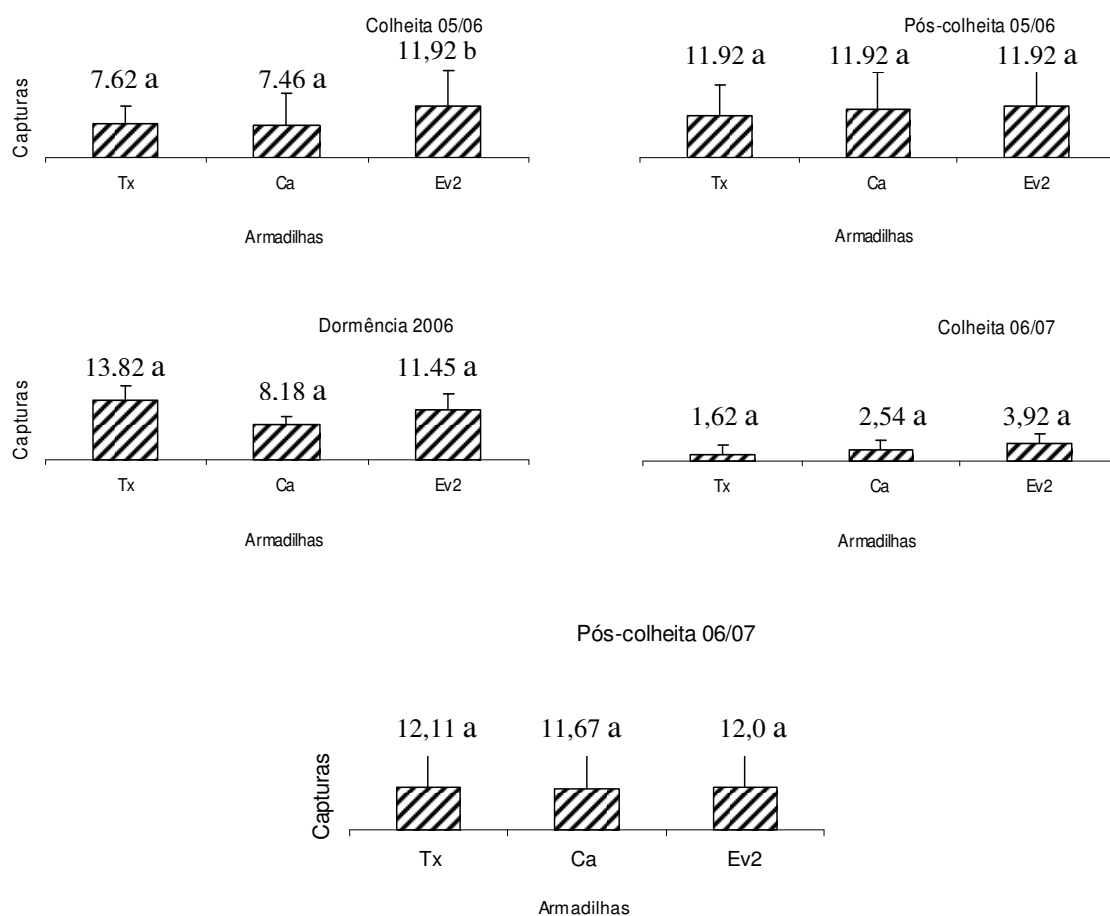 Colheita 05/06
7,62 a 7,46 a 11,92 b
Capturas
Tx Ca Ev2
Armadilhas
Pós-colheita 05/06
11,92 a 11,92 a 11,92 a
Tx Ca Ev2
Armadilhas
Dormência 2006
13,82 a 8,18 a 11,45 a
Capturas
Tx Ca Ev2
Armadilhas
Colheita 06/07
1,62 a 2,54 a 3,92 a
Tx Ca Ev2
Armadilhas
Pós-colheita 06/07
12,11 a 11,67 a 12,0 a
Capturas
Tx Ca Ev2
Armadilhas